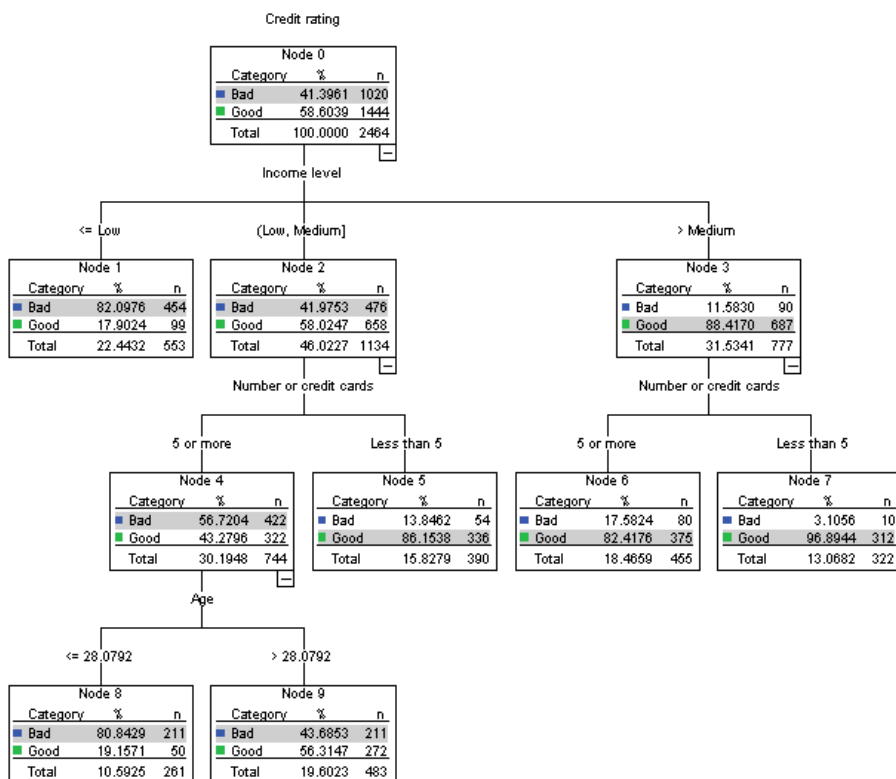 Credit rating
Node 0
Category % n
Bad 41.3961 1020
Good 58.6039 1444
Total 100.0000 2464
Income level
<= Low
(Low, Medium]
> Medium
Node 1
Category % n
Bad 82.0976 454
Good 17.9024 99
Total 22.4432 553
Node 2
Category % n
Bad 41.9753 476
Good 58.0247 658
Total 46.0227 1134
Node 3
Category % n
Bad 11.5830 90
Good 88.4170 687
Total 31.5341 777
Number or credit cards
Number or credit cards
5 or more
Less than 5
5 or more
Less than 5
Node 4
Category % n
Bad 56.7204 422
Good 43.2796 322
Total 30.1948 744
Node 5
Category % n
Bad 13.8462 54
Good 86.1538 336
Total 15.8279 390
Node 6
Category % n
Bad 17.5824 80
Good 82.4176 375
Total 18.4659 455
Node 7
Category % n
Bad 3.1056 10
Good 96.8944 312
Total 13.0682 322
Age
<= 28.0792
> 28.0792
Node 8
Category % n
Bad 80.8429 211
Good 19.1571 50
Total 10.5925 261
Node 9
Category % n
Bad 43.6853 211
Good 56.3147 272
Total 19.6023 483